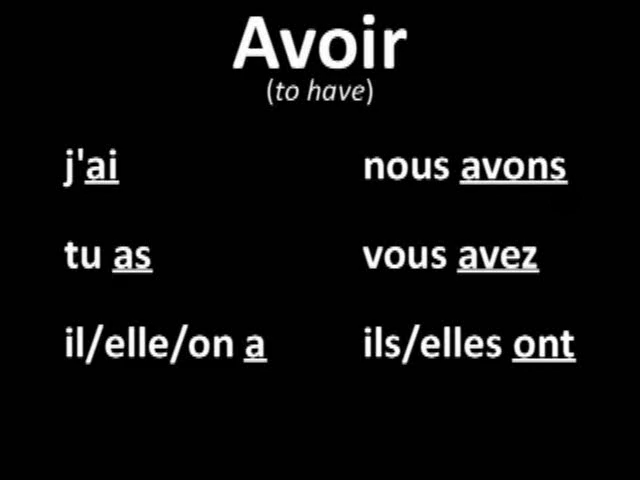 Avoir
(to have)
j'ai
nous avons
tu as
vous avez
il/elle/on a
ils/elles ont